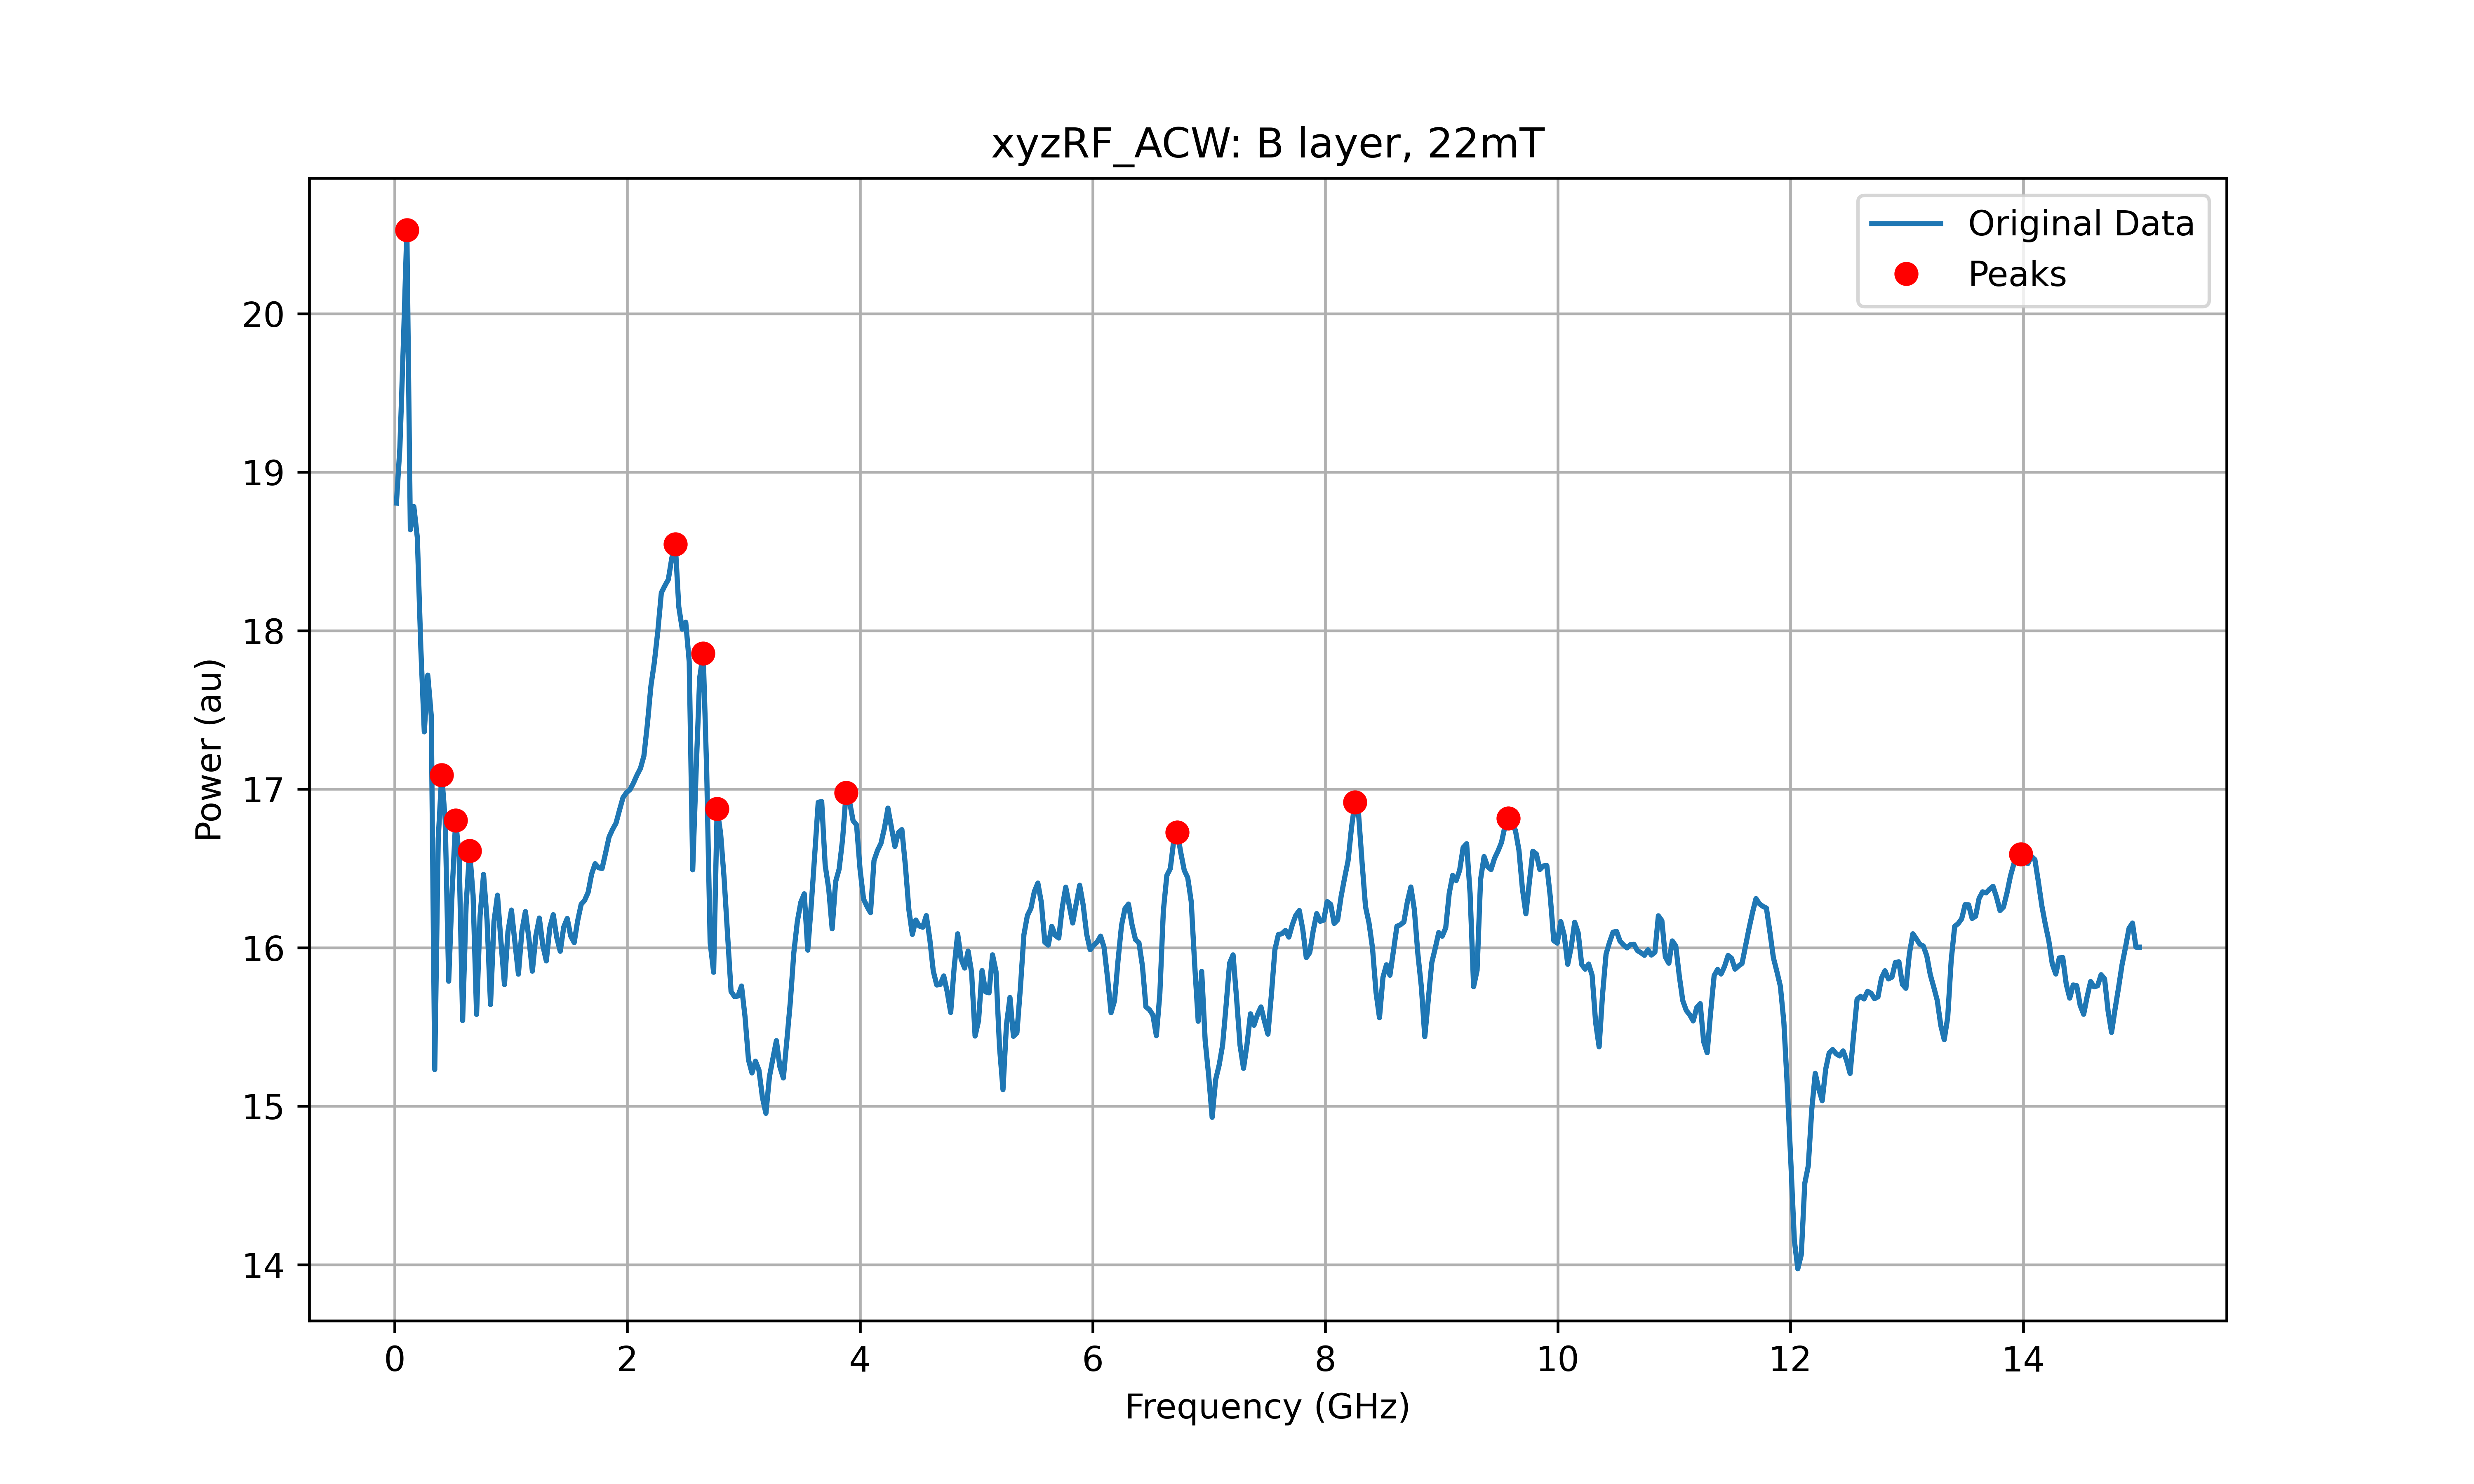 xyzRF_ACW: B layer, 22mT
Original Data
Peaks
20
19
18
17
16
15
14
Power (au)
0 2 4 6 8 10 12 14
Frequency (GHz)